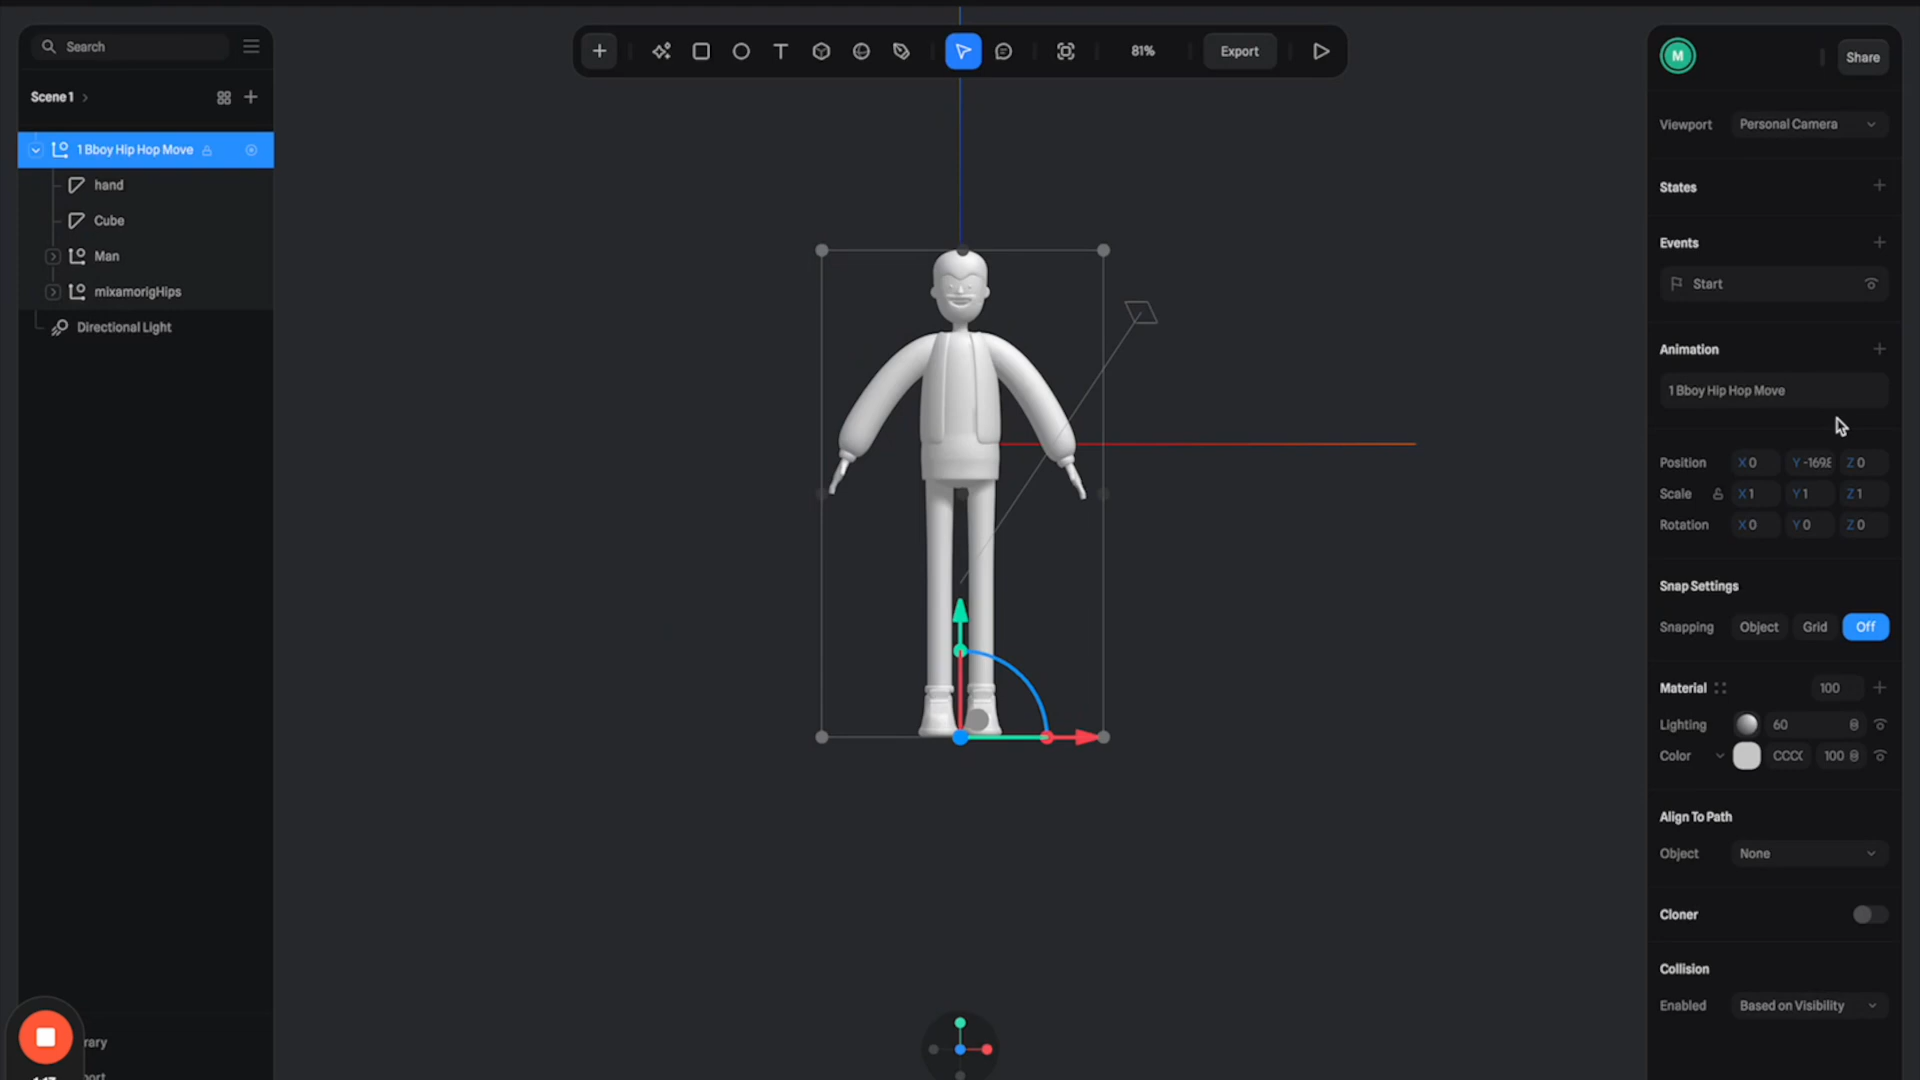 Search
Scene 1
1 Bboy Hip Hop Move
hand
Cube
Man
mixamorigHips
Directional Light
rary
T
81%
Export
M
Share
Viewport Personal Camera
States
Events
Start
Animation
1 Bboy Hip Hop Move
Position X 0 Y -169.8 Z 0
Scale X 1 Y 1 Z 1
Rotation X 0 Y 0 Z 0
Snap Settings
Snapping Object Grid Off
Material 100
Lighting 60
Color CCCC 100
Align To Path
Object None
Cloner
Collision
Enabled Based on Visibility